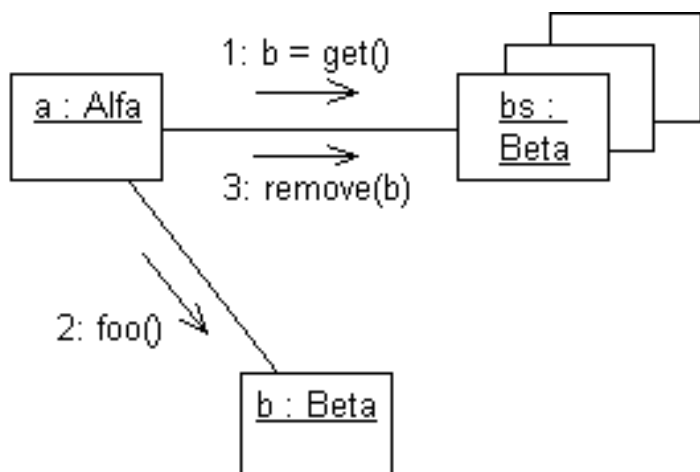 1: b = get()
a : Alfa
bs :
Beta
3: remove(b)
2: foo()
b : Beta